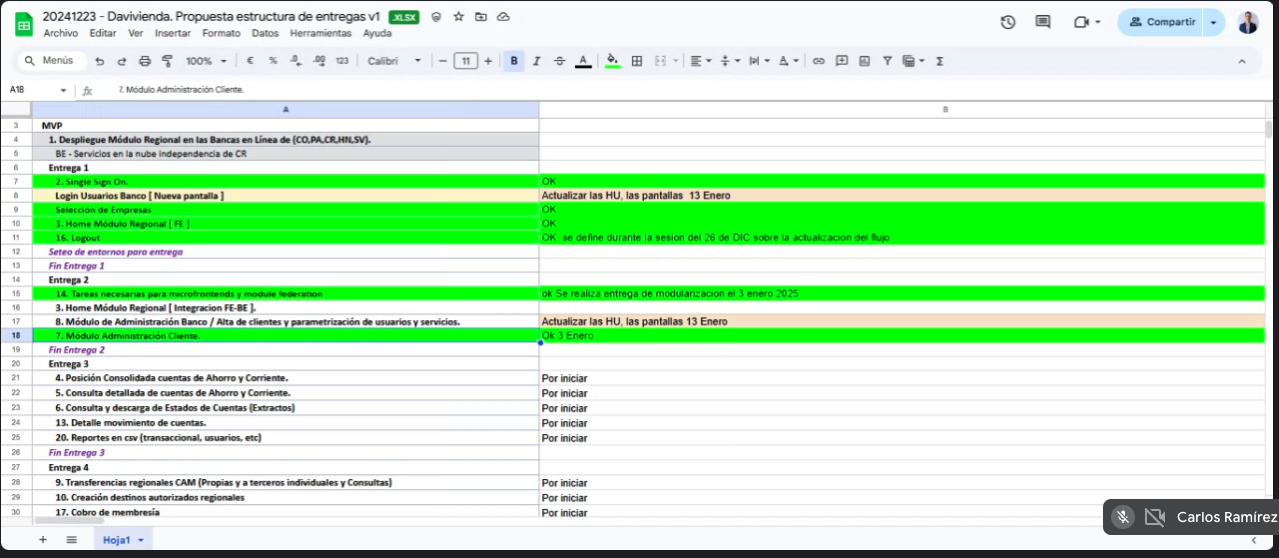 20241223 - Davivienda. Propuesta estructura de entregas v1 .XLSX
Archivo Editar Ver Insertar Formato Datos Herramientas Ayuda
Compartir
Menús 100% € % .0 .00 123 Calibri 11 B I A
A18 fx 7. Módulo Administración Cliente.
A B
3 MVP
4 1. Despliegue Módulo Regional en las Bancas en Línea de (CO,PA,CR,HN,SV).
5 BE - Servicios en la nube independencia de CR
6 Entrega 1
7 2. Single Sign On. OK
8 Login Usuarios Banco [ Nueva pantalla ] Actualizar las HU, las pantallas 13 Enero
9 Selección de Empresas OK
10 3. Home Módulo Regional [ FE ] OK
11 16. Logout OK se define durante la sesion del 26 de DIC sobre la actualizacion del flujo
12 Seteo de entornos para entrega
13 Fin Entrega 1
14 Entrega 2
15 14. Tareas necesarias para microfrontends y module federation ok Se realiza entrega de modularizacion el 3 enero 2025
16 3. Home Módulo Regional [ Integracion FE-BE ].
17 8. Módulo de Administración Banco / Alta de clientes y parametrización de usuarios y servicios. Actualizar las HU, las pantallas 13 Enero
18 7. Módulo Administración Cliente. Ok 3 Enero
19 Fin Entrega 2
20 Entrega 3
21 4. Posición Consolidada cuentas de Ahorro y Corriente. Por iniciar
22 5. Consulta detallada de cuentas de Ahorro y Corriente. Por iniciar
23 6. Consulta y descarga de Estados de Cuentas (Extractos) Por iniciar
24 13. Detalle movimiento de cuentas. Por iniciar
25 20. Reportes en csv (transaccional, usuarios, etc) Por iniciar
26 Fin Entrega 3
27 Entrega 4
28 9. Transferencias regionales CAM (Propias y a terceros individuales y Consultas) Por iniciar
29 10. Creación destinos autorizados regionales Por iniciar
30 17. Cobro de membresía Por iniciar
Carlos Ramírez
Hoja1